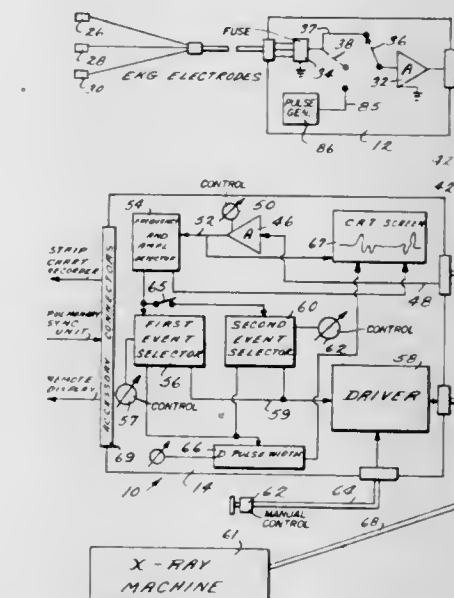 26
28
30
EKG ELECTRODES
FUSE
34
37
38
36
32
A
PULSE
GEN.
85
86
12
42
42
CONTROL
50
54
52
A
46
CRT SCREEN
67
FREQUENCY
AND
AMPL
DETECTOR
48
STRIP
CHART
RECORDER
PULMONARY
SYNC
UNIT
REMOTE
DISPLAY
ACCESSORY CONNECTORS
65
60
FIRST
EVENT
SELECTOR
SECOND
EVENT
SELECTOR
62
CONTROL
58
56
DRIVER
57
CONTROL
59
66
D PULSE WIDTH
69
10
14
62
64
MANUAL
CONTROL
68
61
X-RAY
MACHINE